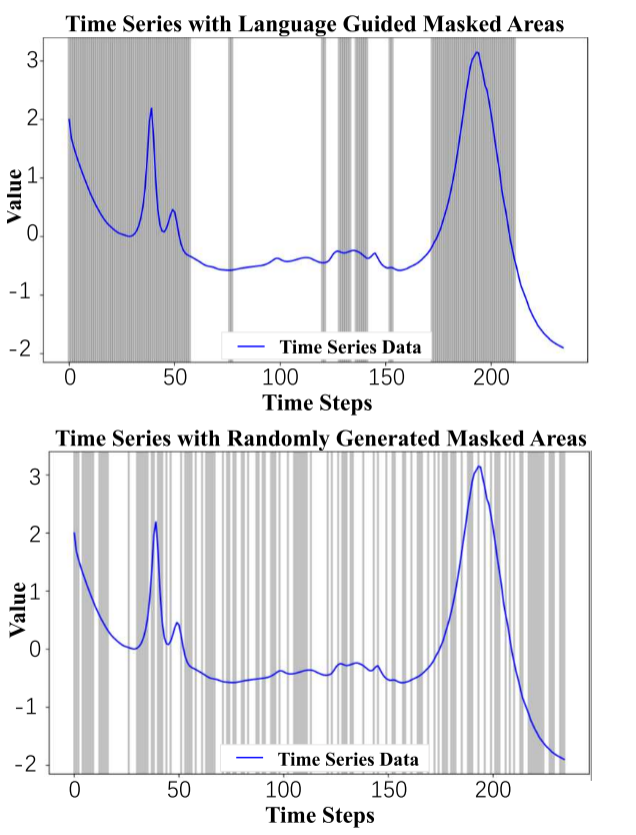 Time Series with Language Guided Masked Areas
3
2
1
0
-1
-2
Value
Time Series Data
0 50 100 150 200
Time Steps
Time Series with Randomly Generated Masked Areas
3
2
1
0
-1
-2
Value
Time Series Data
0 50 100 150 200
Time Steps